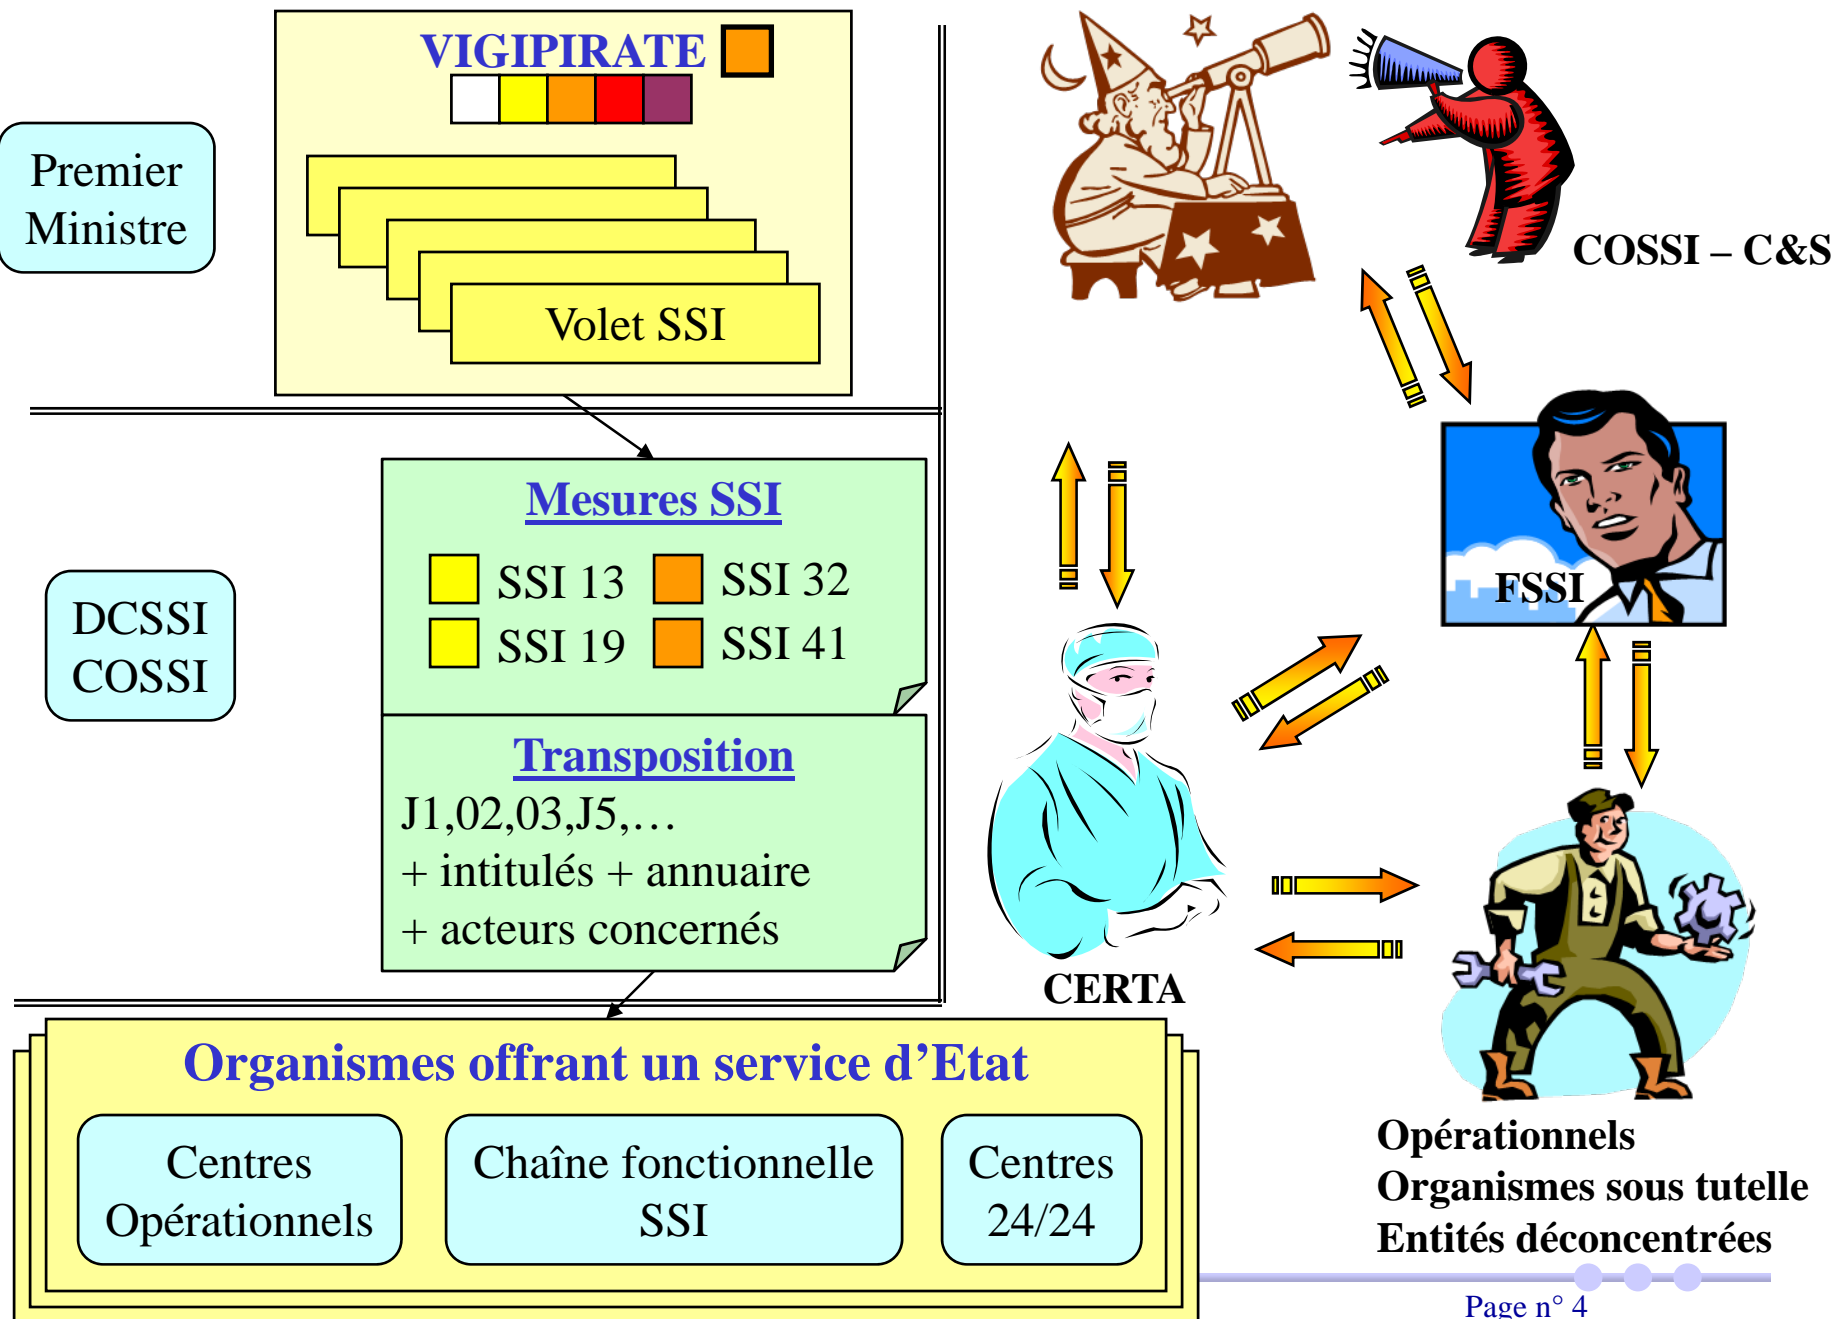 VIGIPIRATE
Premier
Ministre
Volet SSI
DCSSI
COSSI
Mesures SSI
SSI 13
SSI 32
SSI 19
SSI 41
Transposition
J1,02,03,J5,…
+ intitulés + annuaire
+ acteurs concernés
Organismes offrant un service d’Etat
Centres
Opérationnels
Chaîne fonctionnelle
SSI
Centres
24/24
COSSI – C&S
FSSI
CERTA
Opérationnels
Organismes sous tutelle
Entités déconcentrées
Page n° 4